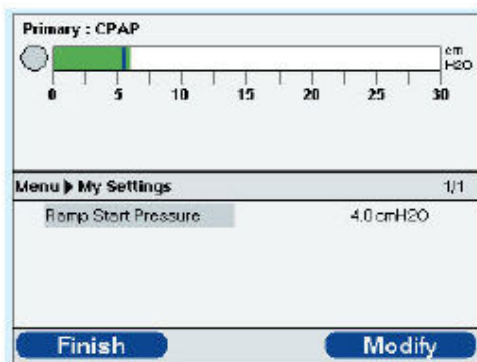 Primary : CPAP
cm
H2O
0 5 10 15 20 25 30
Menu My Settings 1/1
Ramp Start Pressure 4.0 cmH2O
Finish Modify